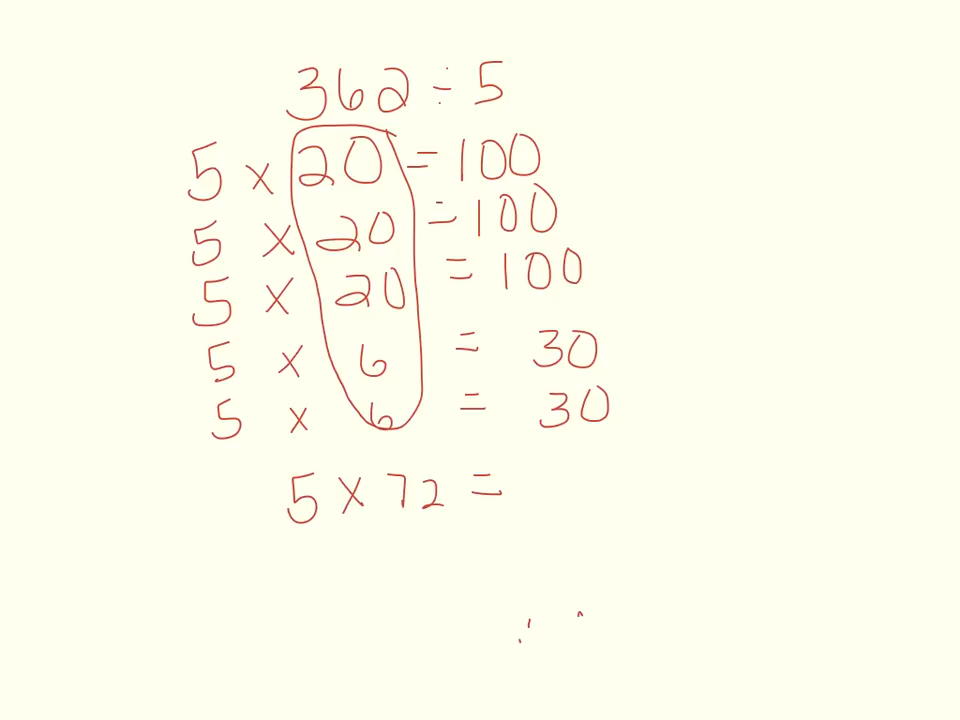 362 ÷ 5
5 × 20 = 100
5 × 20 = 100
5 × 20 = 100
5 × 6 = 30
5 × 6 = 30
5 × 72 =